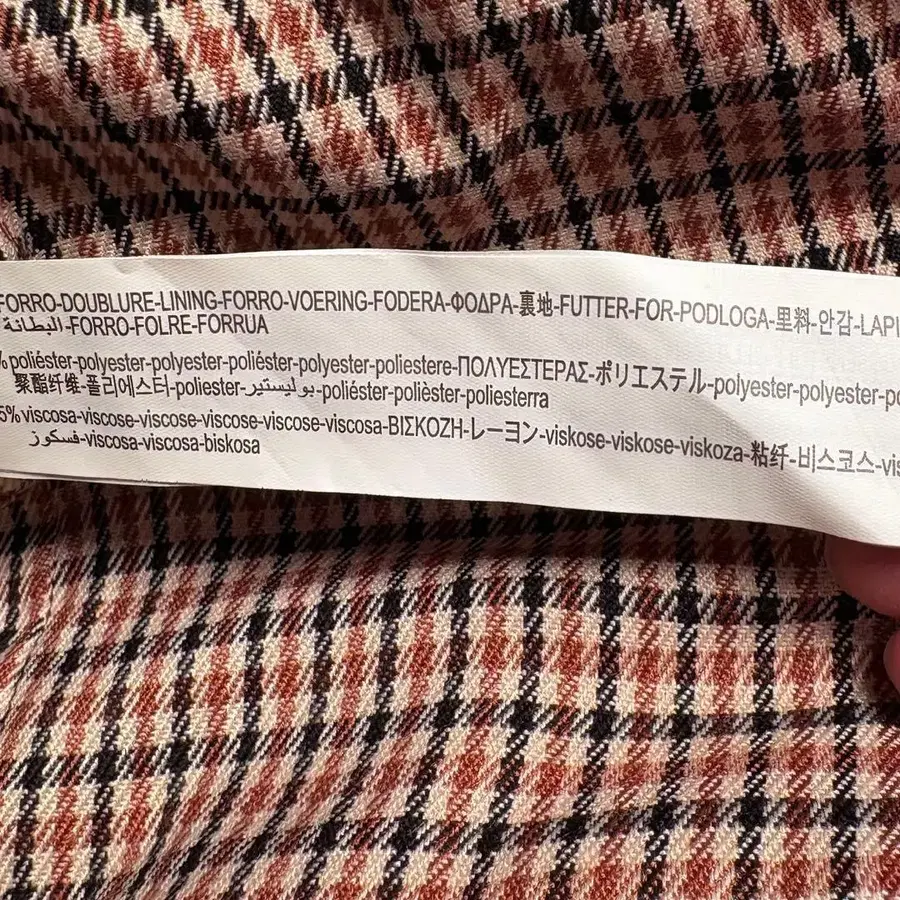 FORRO-DOUBLURE-LINING-FORRO-VOERING-FODERA-ΦΟΔΡΑ-裏地-FUTTER-FOR-PODLOGA-里料-안감-LAPI
البطانة-FORRO-FOLRE-FORRUA
% poliéster-polyester-polyester-poliéster-polyester-poliestere-ΠΟΛΥΕΣΤΕΡΑΣ-ポリエステル-polyester-polyester-po
聚酯纤维-폴리에스터-poliester-بوليستير-poliéster-polièster-poliesterra
5% viscosa-viscose-viscose-viscose-viscose-viscosa-ΒΙΣΚΟΖΗ-レーヨン-viskose-viskose-viskoza-粘纤-비스코스-vis
فسكوز-viscosa-viscosa-biskosa